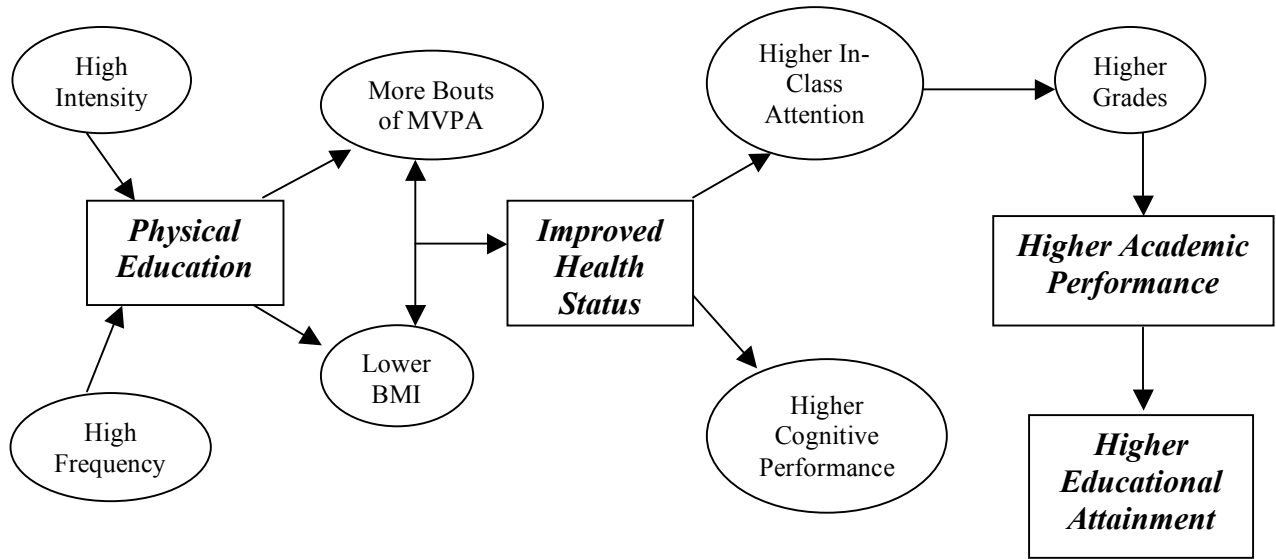 High
Intensity
More Bouts
of MVPA
Higher In-
Class
Attention
Higher
Grades
Physical
Education
Improved
Health
Status
Higher Academic
Performance
Lower
BMI
High
Frequency
Higher
Cognitive
Performance
Higher
Educational
Attainment